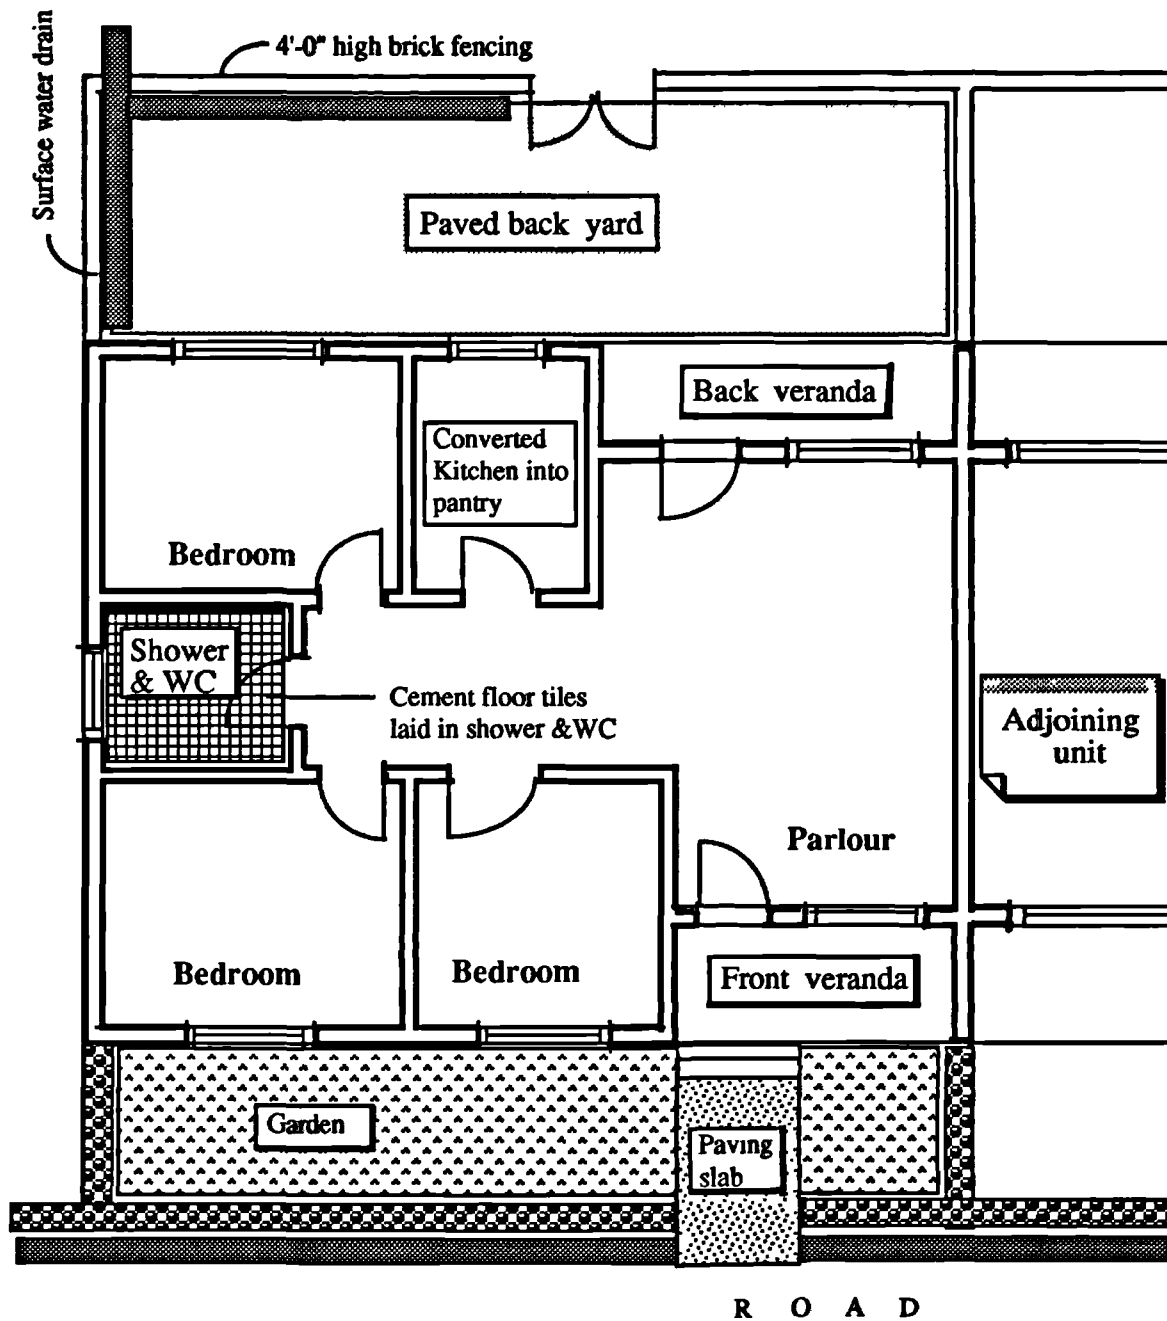 Surface water drain
4'-0" high brick fencing
Paved back yard
Back veranda
Converted
Kitchen into
pantry
Bedroom
Shower
& WC
Cement floor tiles
laid in shower &WC
Adjoining
unit
Parlour
Bedroom
Bedroom
Front veranda
Garden
Paving
slab
R O A D